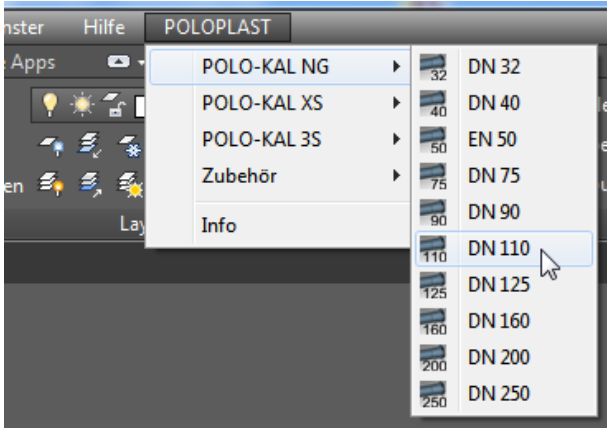 nster Hilfe POLOPLAST
Apps
POLO-KAL NG
POLO-KAL XS
POLO-KAL 3S
Zubehör
Info
en
Lay
32 DN 32
40 DN 40
50 EN 50
75 DN 75
90 DN 90
110 DN 110
125 DN 125
160 DN 160
200 DN 200
250 DN 250